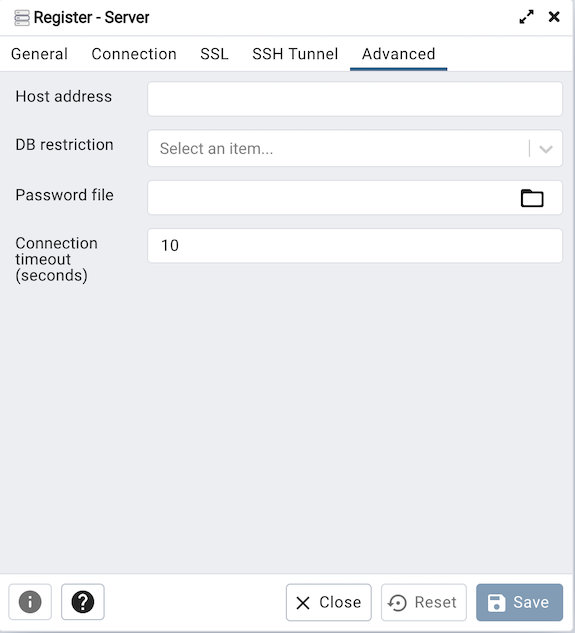 Register - Server
General Connection SSL SSH Tunnel Advanced
Host address
DB restriction Select an item...
Password file
Connection timeout (seconds) 10
Close Reset Save